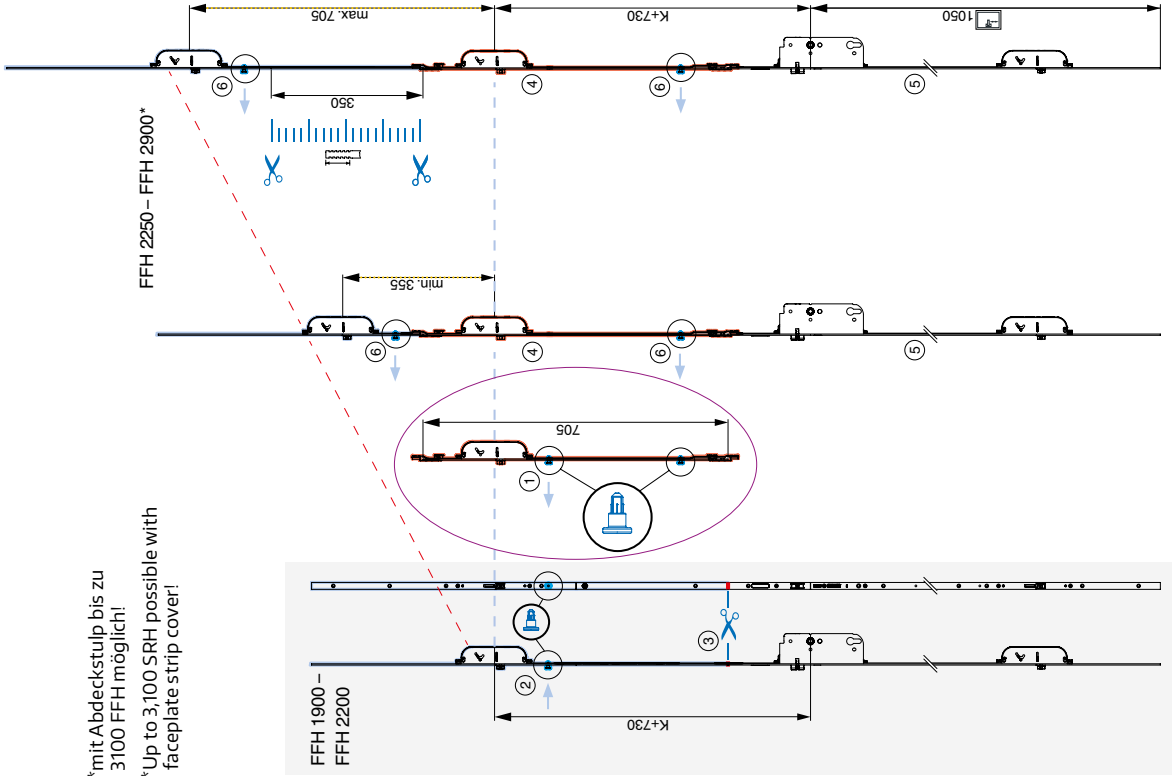 max. 705
K+730
1050
6
4
6
5
350
FFH 2250 – FFH 2900*
min. 355
6
4
6
5
705
1
*mit Abdeckstulp bis zu
3100 FFH möglich!
*Up to 3,100 SRH possible with
faceplate strip cover!
3
2
FFH 1900 –
FFH 2200
K+730